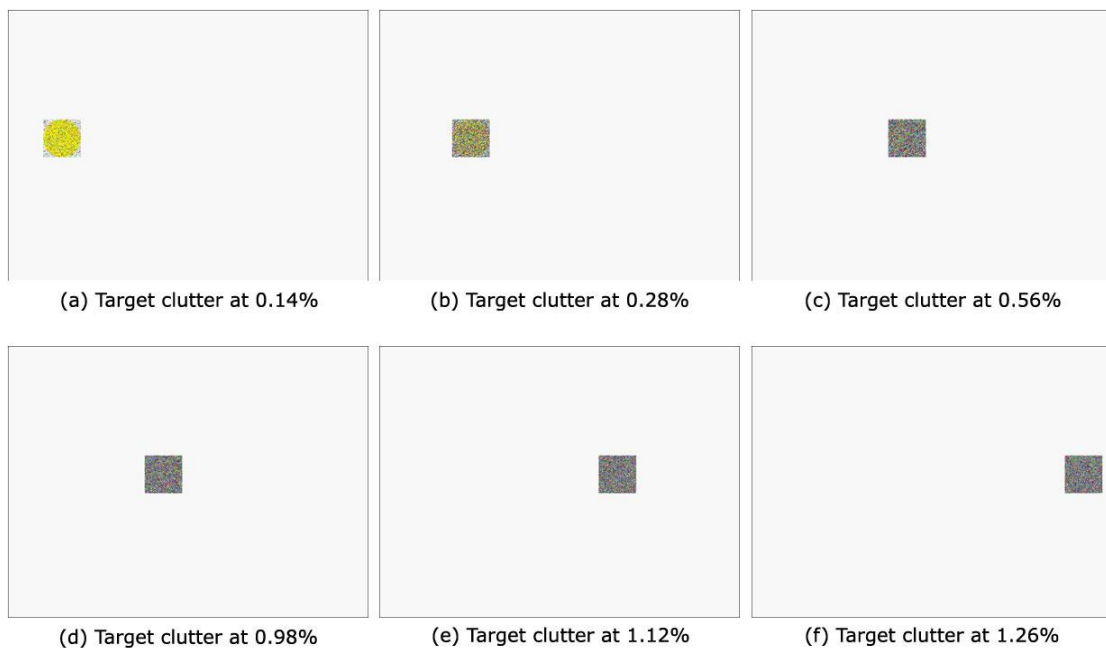 (a) Target clutter at 0.14%
(b) Target clutter at 0.28%
(c) Target clutter at 0.56%
(d) Target clutter at 0.98%
(e) Target clutter at 1.12%
(f) Target clutter at 1.26%